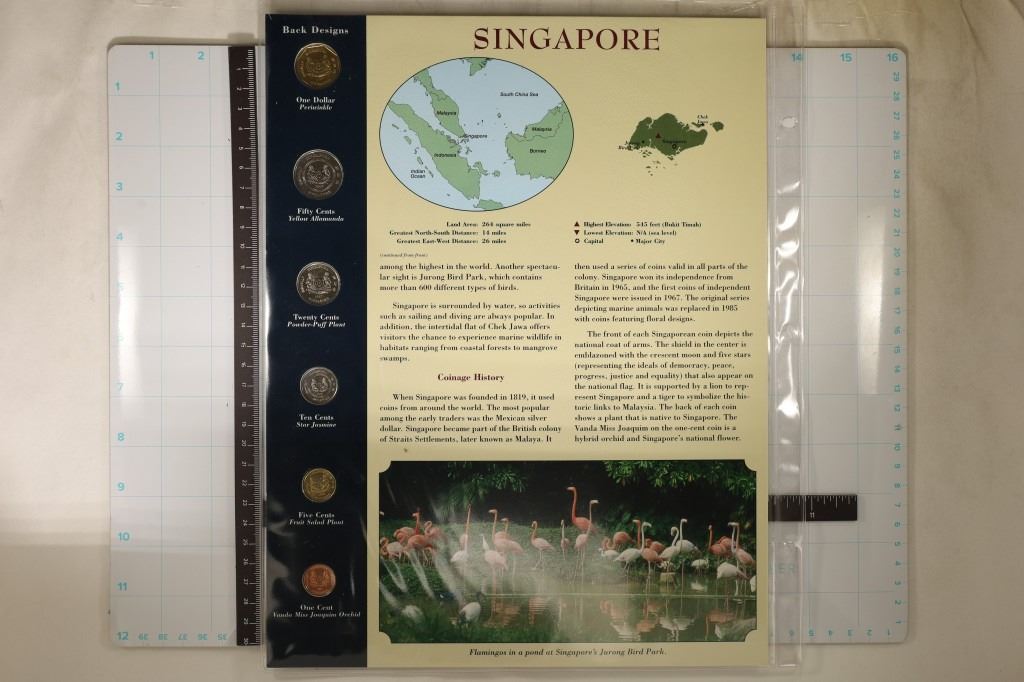 Back Designs
One Dollar
Periwinkle
Fifty Cents
Yellow Allamanda
Twenty Cents
Powder-Puff Plant
Ten Cents
Star Jasmine
Five Cents
Fruit Salad Plant
One Cent
Vanda Miss Joaquim Orchid
SINGAPORE
South China Sea
Malaysia
Singapore
Malaysia
Indonesia
Borneo
Indian
Ocean
Chek
Jawa
Singapore
Land Area: 264 square miles
Greatest North-South Distance: 14 miles
Greatest East-West Distance: 26 miles
▲ Highest Elevation: 545 feet (Bukit Timah)
▼ Lowest Elevation: N/A (sea level)
Capital • Major City
(continued from front)
among the highest in the world. Another spectacu-
lar sight is Jurong Bird Park, which contains
more than 600 different types of birds.
Singapore is surrounded by water, so activities
such as sailing and diving are always popular. In
addition, the intertidal flat of Chek Jawa offers
visitors the chance to experience marine wildlife in
habitats ranging from coastal forests to mangrove
swamps.
Coinage History
When Singapore was founded in 1819, it used
coins from around the world. The most popular
among the early traders was the Mexican silver
dollar. Singapore became part of the British colony
of Straits Settlements, later known as Malaya. It
then used a series of coins valid in all parts of the
colony. Singapore won its independence from
Britain in 1965, and the first coins of independent
Singapore were issued in 1967. The original series
depicting marine animals was replaced in 1985
with coins featuring floral designs.
The front of each Singaporean coin depicts the
national coat of arms. The shield in the center is
emblazoned with the crescent moon and five stars
(representing the ideals of democracy, peace,
progress, justice and equality) that also appear on
the national flag. It is supported by a lion to rep-
resent Singapore and a tiger to symbolize the his-
toric links to Malaysia. The back of each coin
shows a plant that is native to Singapore. The
Vanda Miss Joaquim on the one-cent coin is a
hybrid orchid and Singapore's national flower.
Flamingos in a pond at Singapore's Jurong Bird Park.